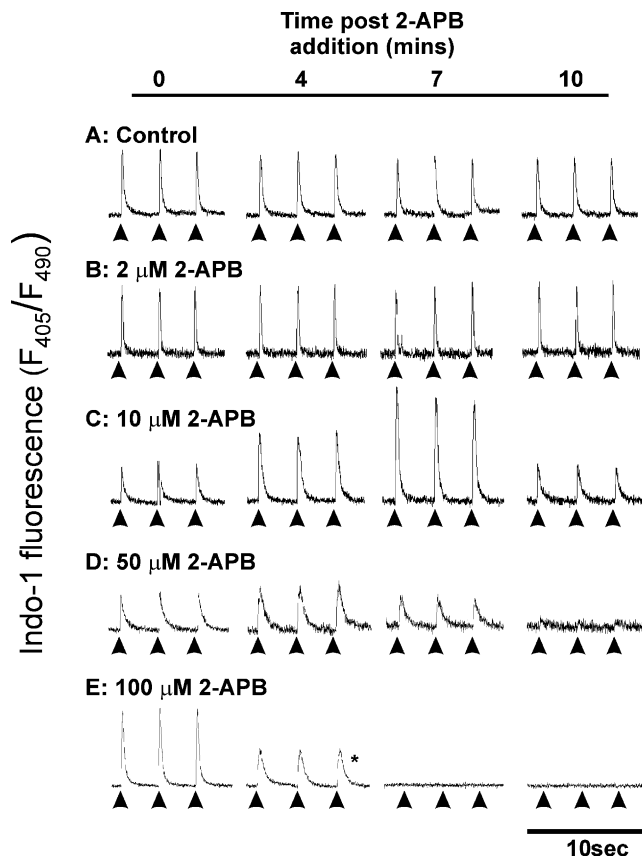 Time post 2-APB
addition (mins)
0 4 7 10
A: Control
B: 2 μM 2-APB
C: 10 μM 2-APB
D: 50 μM 2-APB
E: 100 μM 2-APB
*
10sec
Indo-1 fluorescence (F405/F490)